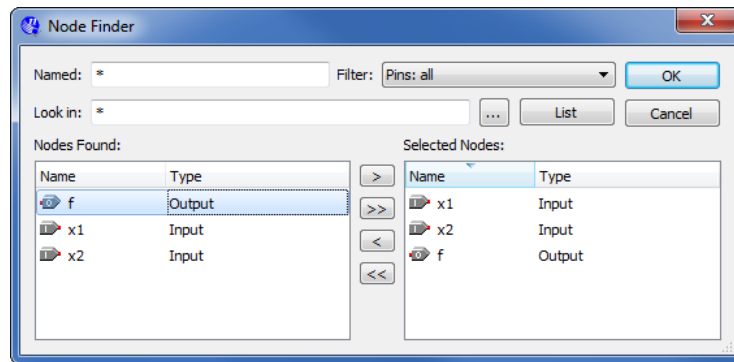 Node Finder
Named: * Filter: Pins: all OK
Look in: * ... List Cancel
Nodes Found: Selected Nodes:
Name Type > Name Type
f Output >> x1 Input
x1 Input < x2 Input
x2 Input << f Output